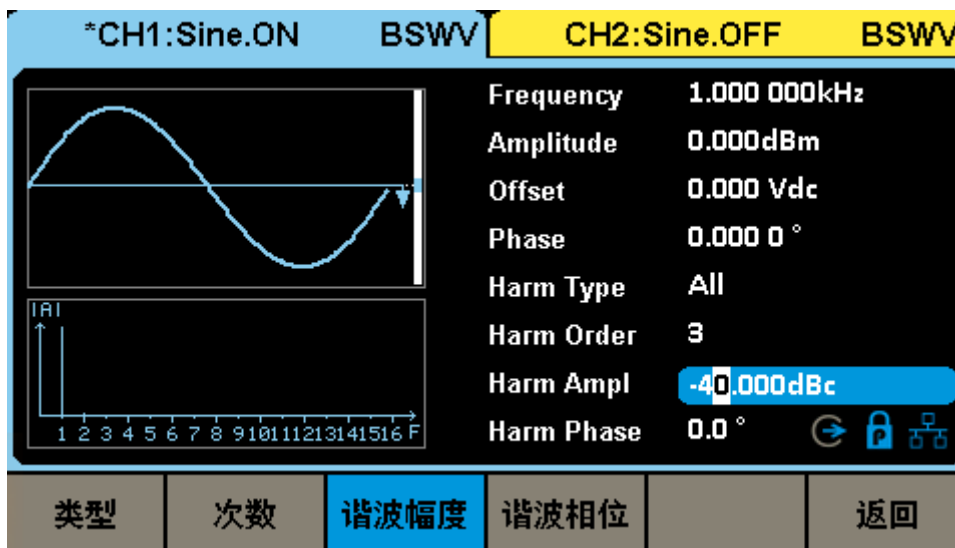 *CH1:Sine.ON BSWV CH2:Sine.OFF BSWV
Frequency 1.000 000kHz
Amplitude 0.000dBm
Offset 0.000 Vdc
Phase 0.000 0 °
Harm Type All
|A|
Harm Order 3
Harm Ampl -40.000dBc
1 2 3 4 5 6 7 8 9 10 11 12 13 14 15 16 F
Harm Phase 0.0 °
P
类型 次数 谐波幅度 谐波相位 返回